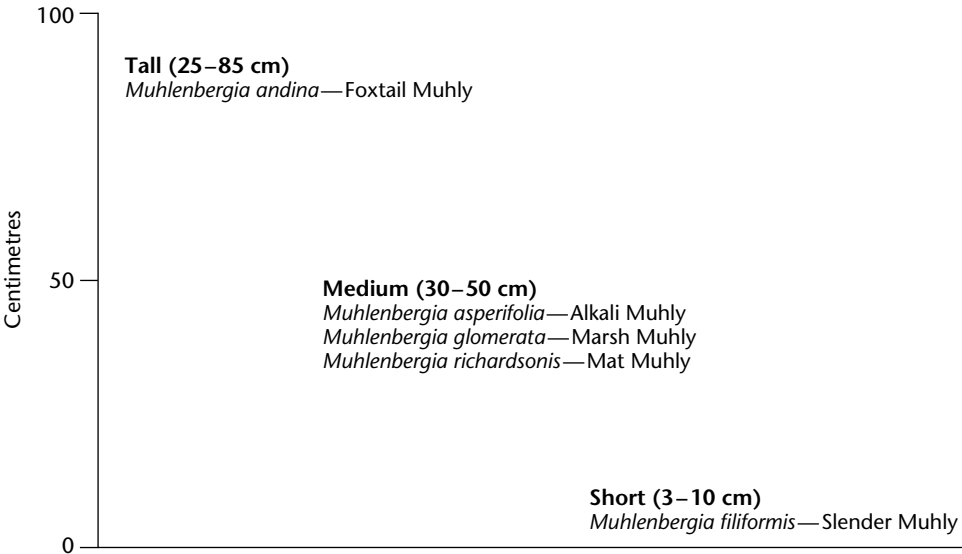 100
Tall (25–85 cm)
Muhlenbergia andina—Foxtail Muhly
Centimetres
50
Medium (30–50 cm)
Muhlenbergia asperifolia—Alkali Muhly
Muhlenbergia glomerata—Marsh Muhly
Muhlenbergia richardsonis—Mat Muhly
Short (3–10 cm)
Muhlenbergia filiformis—Slender Muhly
0